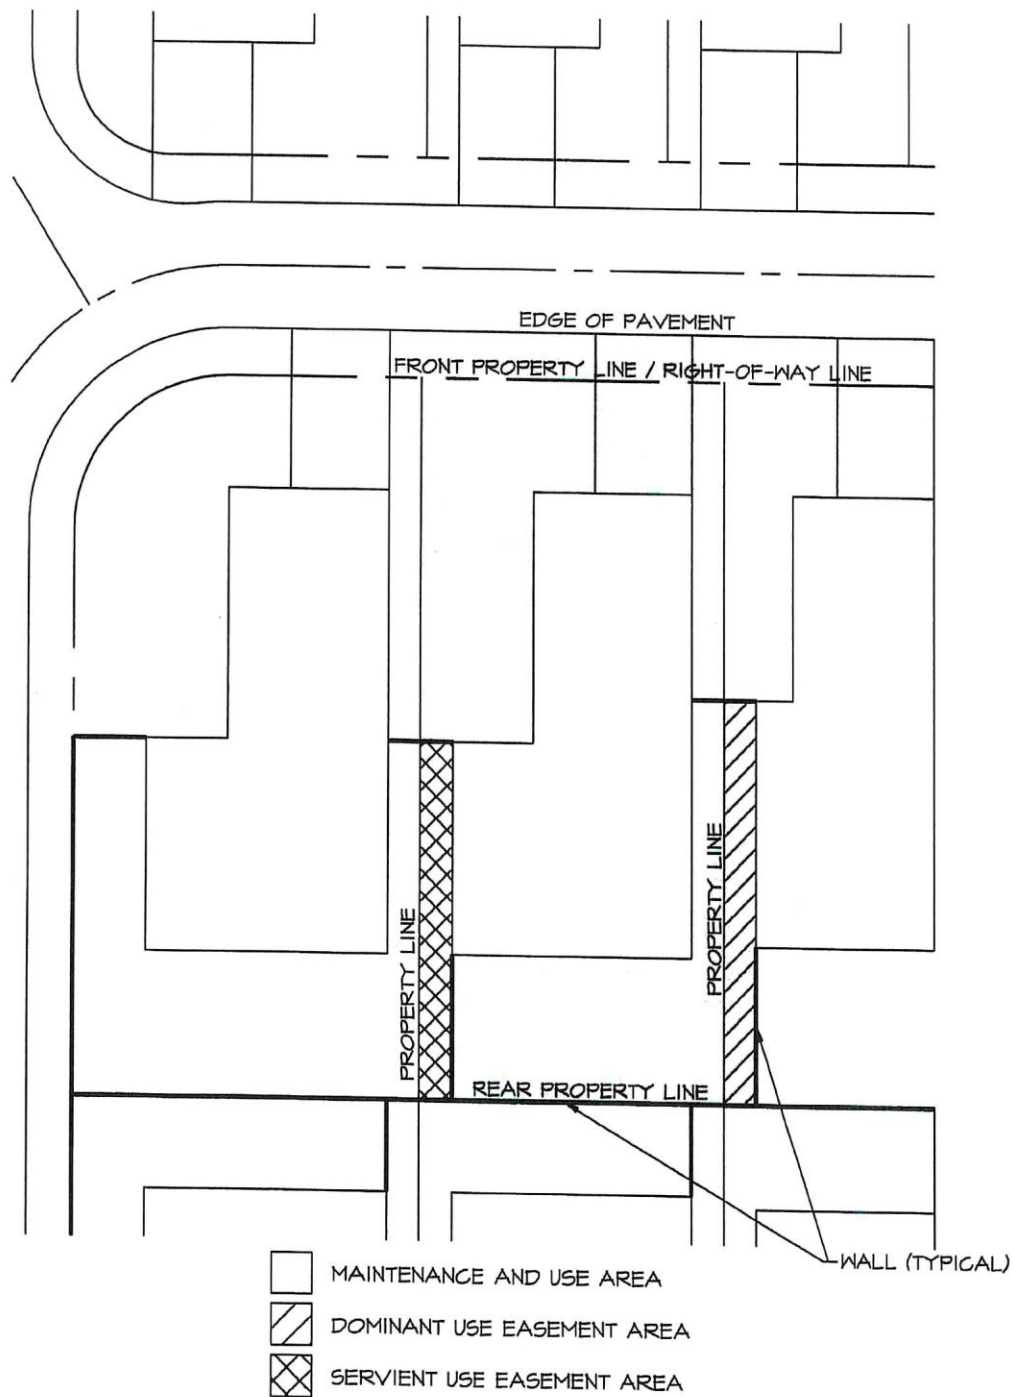 EDGE OF PAVEMENT
FRONT PROPERTY LINE / RIGHT-OF-WAY LINE
PROPERTY LINE
PROPERTY LINE
REAR PROPERTY LINE
WALL (TYPICAL)
MAINTENANCE AND USE AREA
DOMINANT USE EASEMENT AREA
SERVIENT USE EASEMENT AREA